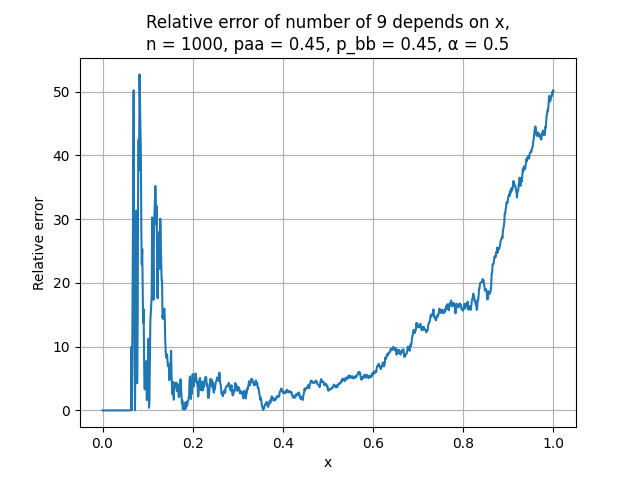 Relative error of number of 9 depends on x,
n = 1000, paa = 0.45, p_bb = 0.45, α = 0.5
Relative error
50
40
30
20
10
0
0.0 0.2 0.4 0.6 0.8 1.0
x